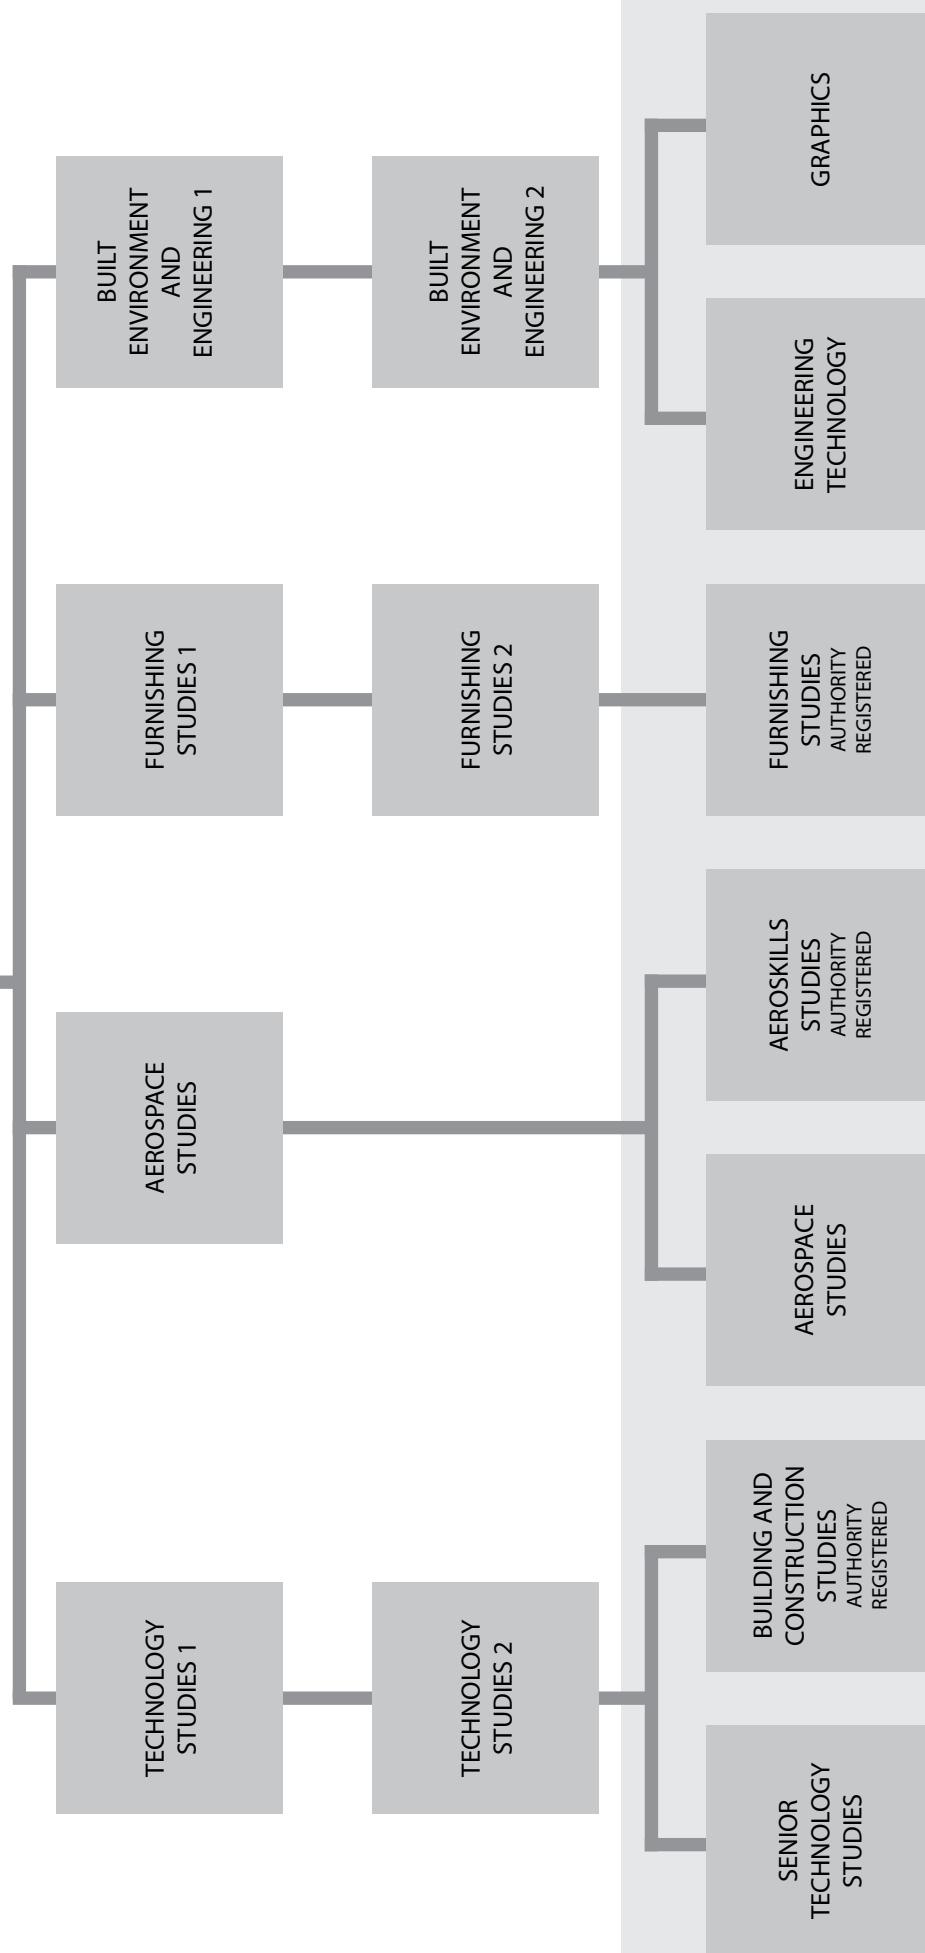 TECHNOLOGY
STUDIES 1
AEROSPACE
STUDIES
FURNISHING
STUDIES 1
BUILT
ENVIRONMENT
AND
ENGINEERING 1
TECHNOLOGY
STUDIES 2
FURNISHING
STUDIES 2
BUILT
ENVIRONMENT
AND
ENGINEERING 2
SENIOR
TECHNOLOGY
STUDIES
BUILDING AND
CONSTRUCTION
STUDIES
AUTHORITY
REGISTERED
AEROSPACE
STUDIES
AEROSKILLS
STUDIES
AUTHORITY
REGISTERED
FURNISHING
STUDIES
AUTHORITY
REGISTERED
ENGINEERING
TECHNOLOGY
GRAPHICS